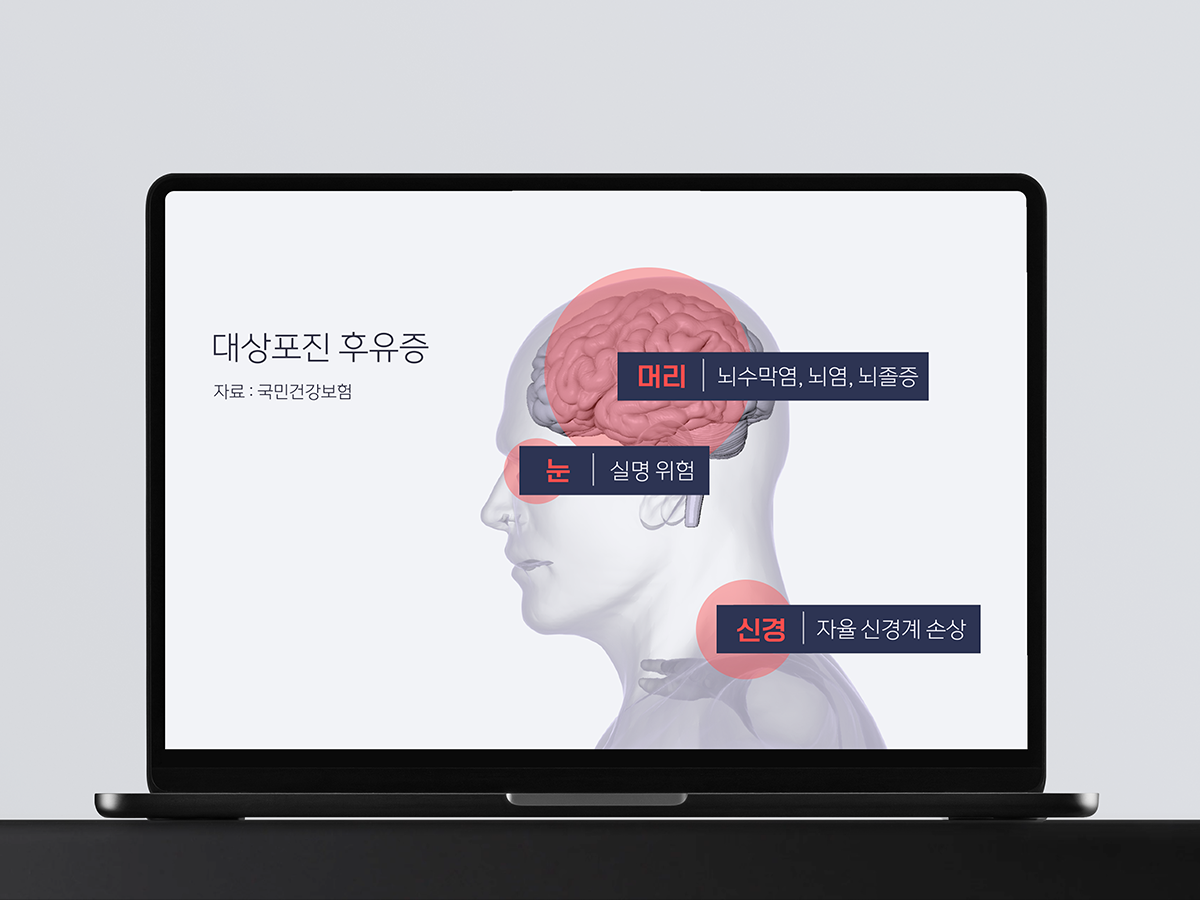 대상포진 후유증
자료 : 국민건강보험
머리 | 뇌수막염, 뇌염, 뇌졸증
눈 | 실명 위험
신경 | 자율 신경계 손상